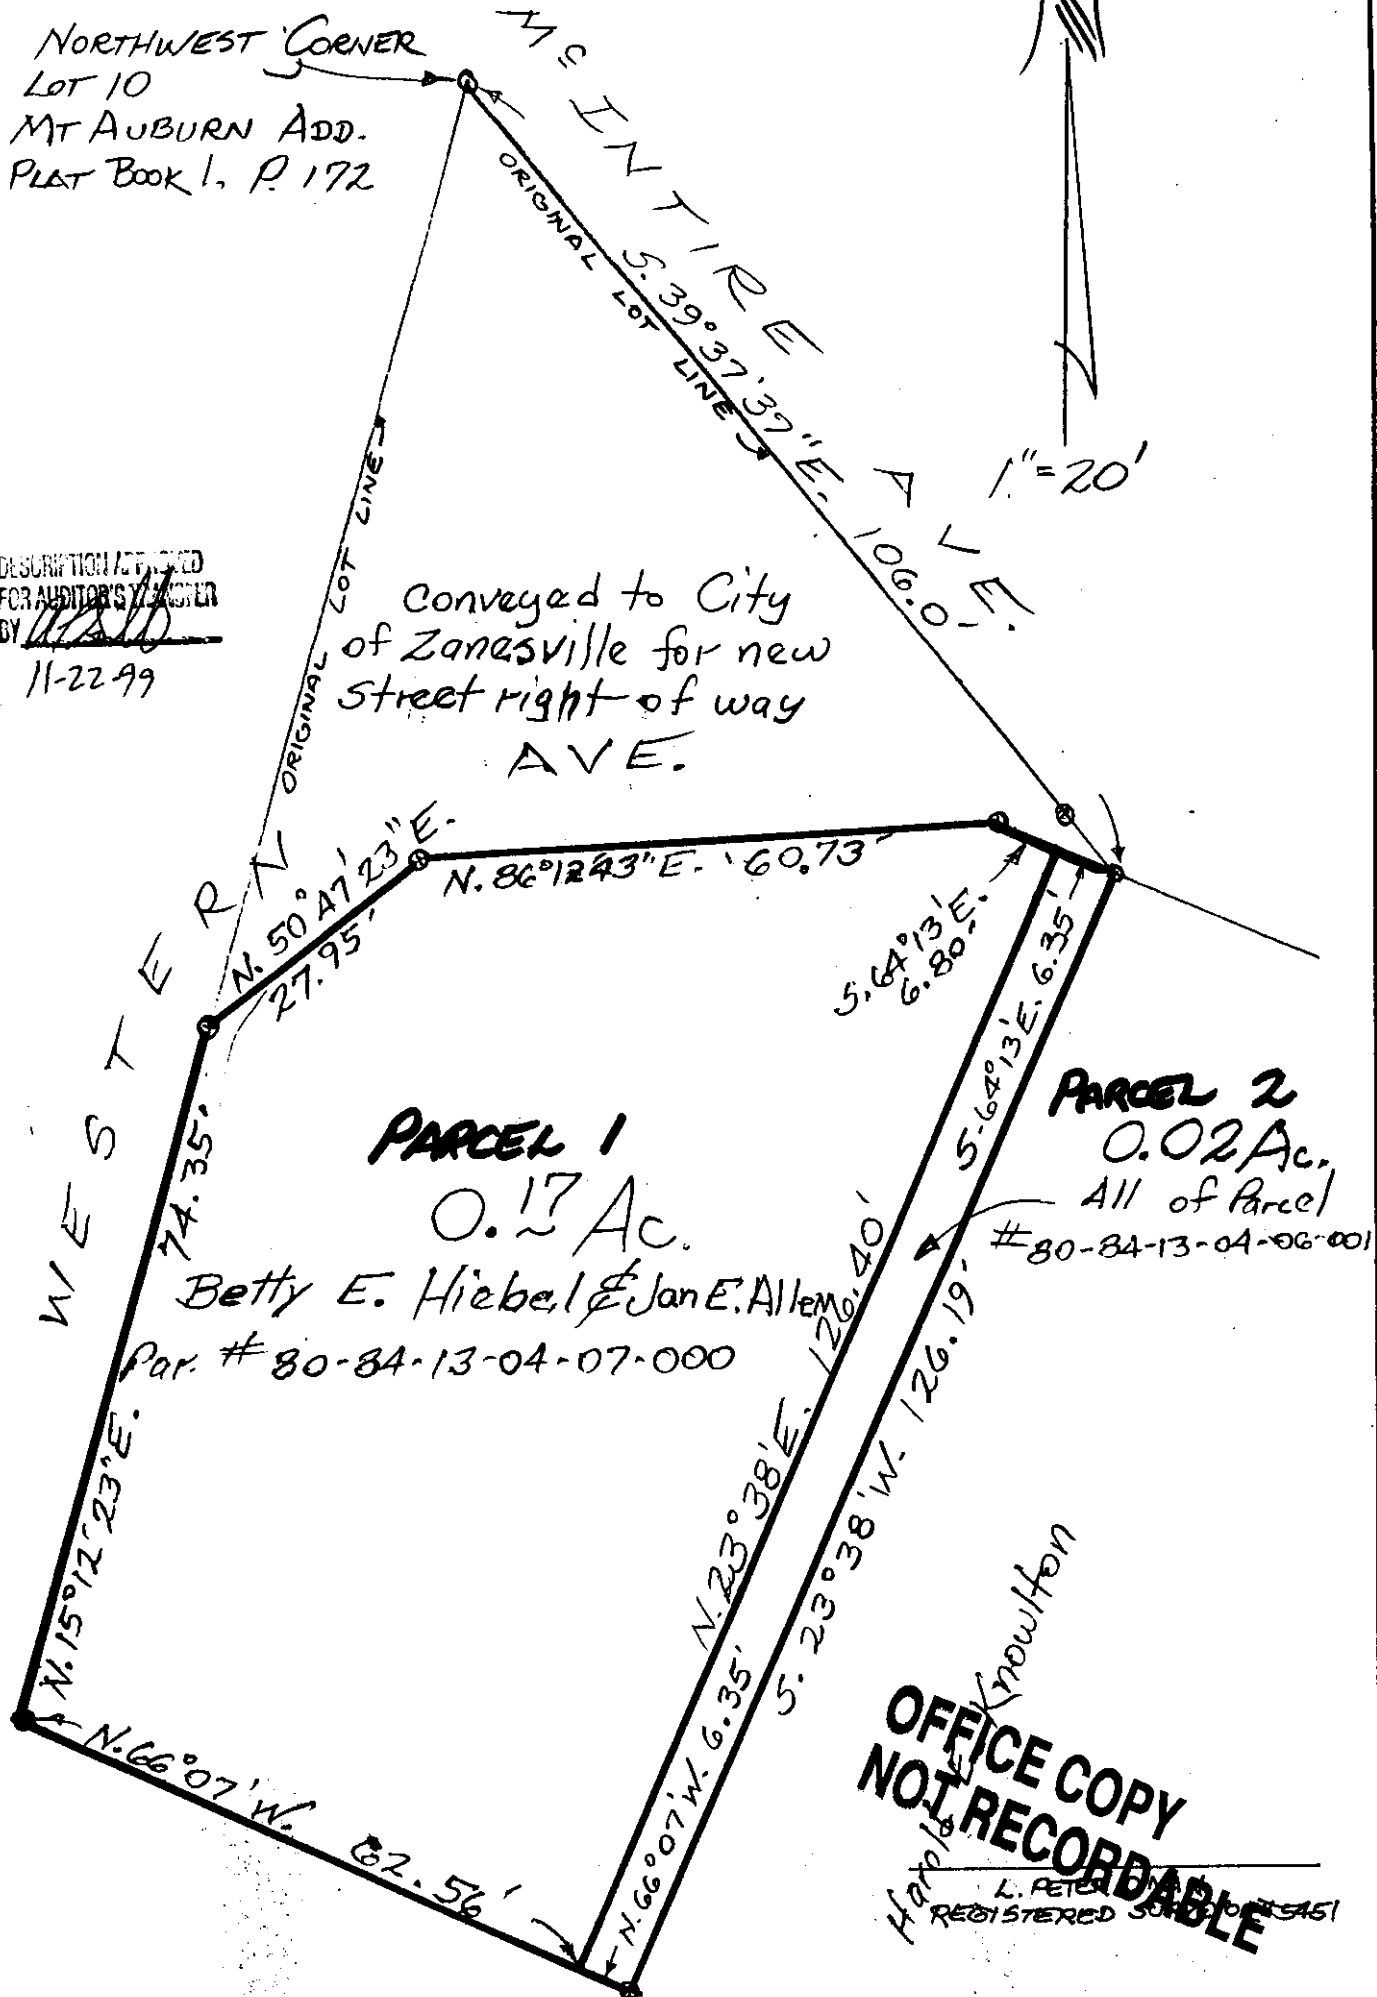 NORTHWEST CORNER
LOT 10
MT AUBURN ADD.
PLAT BOOK 1, P. 172
McINTIRE AVE.
1"=20'
ORIGINAL LOT LINE
S. 39°37'37"E. 106.0'
ORIGINAL LOT LINE
DESCRIPTION APPROVED
FOR AUDITOR'S TRANSFER
BY
11-22-99
Conveyed to City
of Zanesville for new
street right of way
WESTERN AVE.
N. 50°47'23"E.
27.95'
N. 86°12'43"E. 60.73'
S. 64°13'E.
6.80'
S. 64°13'E. 6.35'
PARCEL 1
0.17 Ac.
Betty E. Hiebel & Jan E. Allen
Par. # 80-84-13-04-07-000
PARCEL 2
0.02 Ac.
All of Parcel
# 80-84-13-04-06-001
N. 15°12'23"E. 74.35'
N. 23°38'E. 126.40'
S. 23°38'W. 126.19'
N. 66°07'W. 62.56'
N. 66°07'W. 6.35'
Harold Knowlton
OFFICE COPY
NOT RECORDABLE
L. PETER
REGISTERED #5451